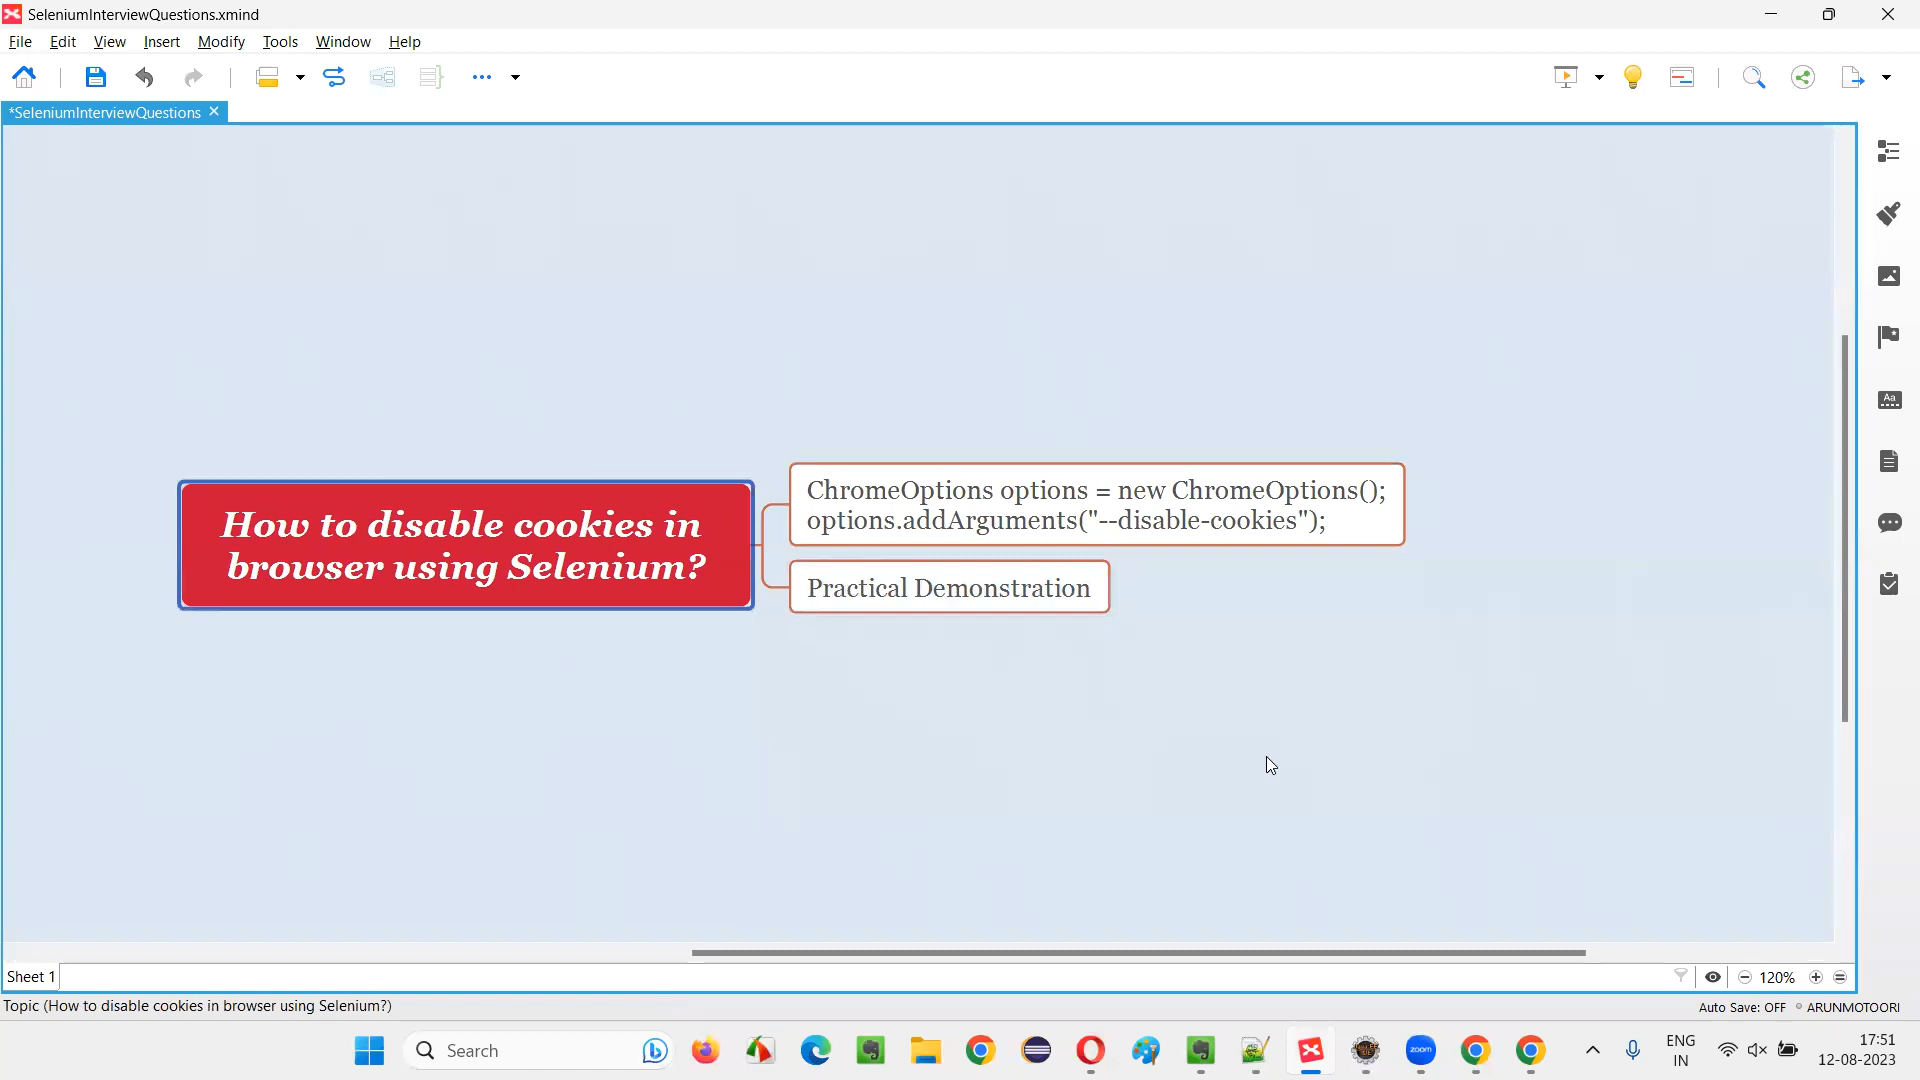 SeleniumInterviewQuestions.xmind
File Edit View Insert Modify Tools Window Help
*SeleniumInterviewQuestions
How to disable cookies in
browser using Selenium?
ChromeOptions options = new ChromeOptions();
options.addArguments("--disable-cookies");
Practical Demonstration
Aa
Sheet 1
120%
Topic (How to disable cookies in browser using Selenium?)
Auto Save: OFF
ARUNMOTOORI
Search
zoom
ENG
IN
17:51
12-08-2023